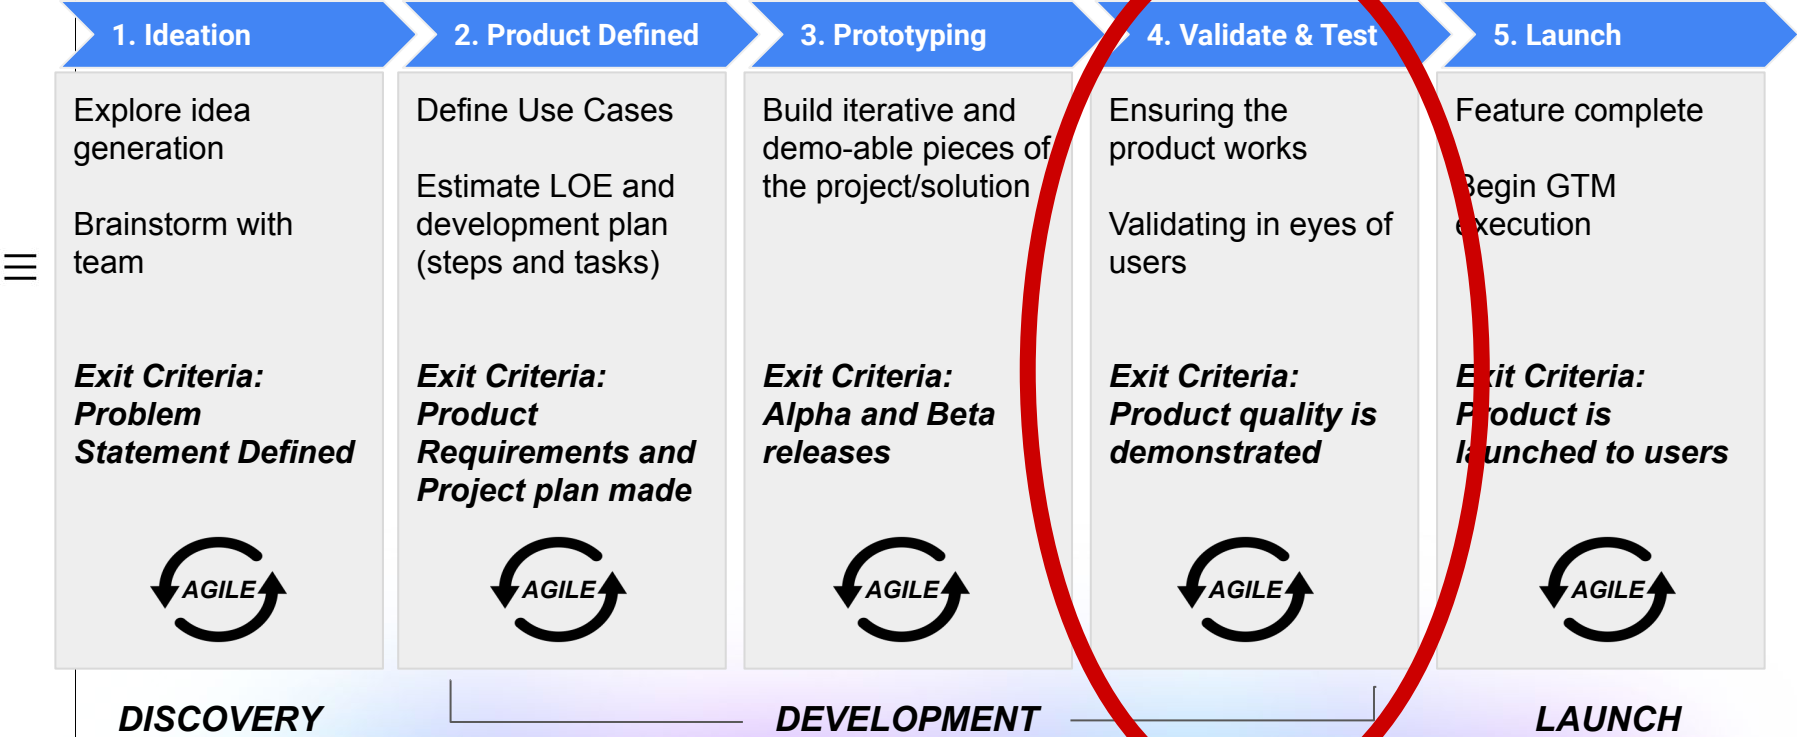 1. Ideation
2. Product Defined
3. Prototyping
4. Validate & Test
5. Launch
Explore idea
generation
Brainstorm with
team
Exit Criteria:
Problem
Statement Defined
AGILE
Define Use Cases
Estimate LOE and
development plan
(steps and tasks)
Exit Criteria:
Product
Requirements and
Project plan made
AGILE
Build iterative and
demo-able pieces of
the project/solution
Exit Criteria:
Alpha and Beta
releases
AGILE
Ensuring the
product works
Validating in eyes of
users
Exit Criteria:
Product quality is
demonstrated
AGILE
Feature complete
Begin GTM
execution
Exit Criteria:
Product is
launched to users
AGILE
DISCOVERY
DEVELOPMENT
LAUNCH